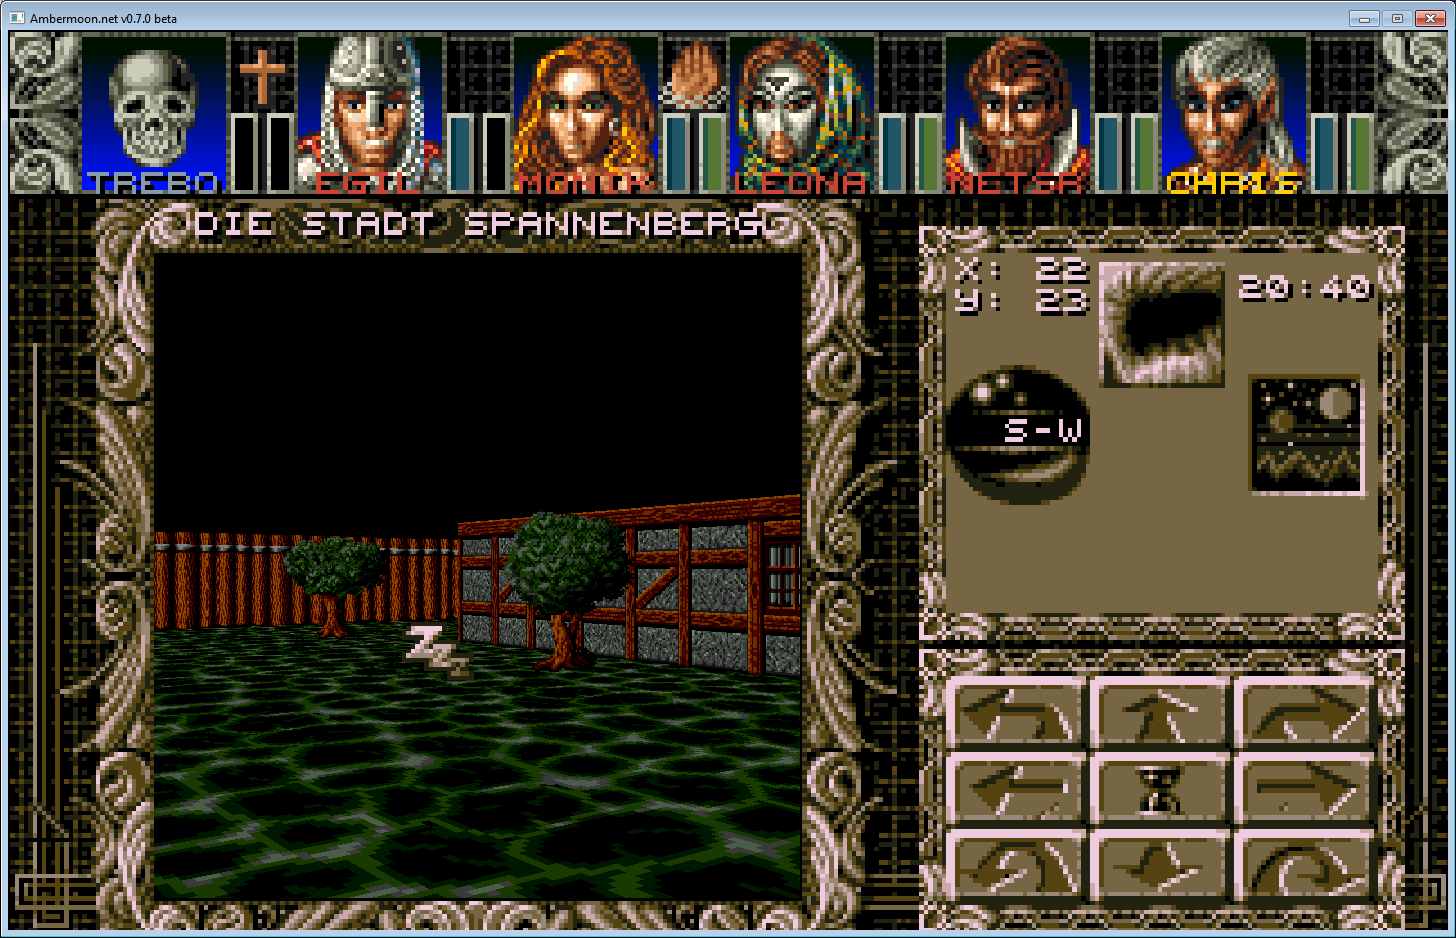 Ambermoon.net v0.7.0 beta
TREBO EGIL MONIK LEONA NETSR CHRIS
DIE STADT SPANNENBERG
X: 22
Y: 23
20:40
S-W
Zzz